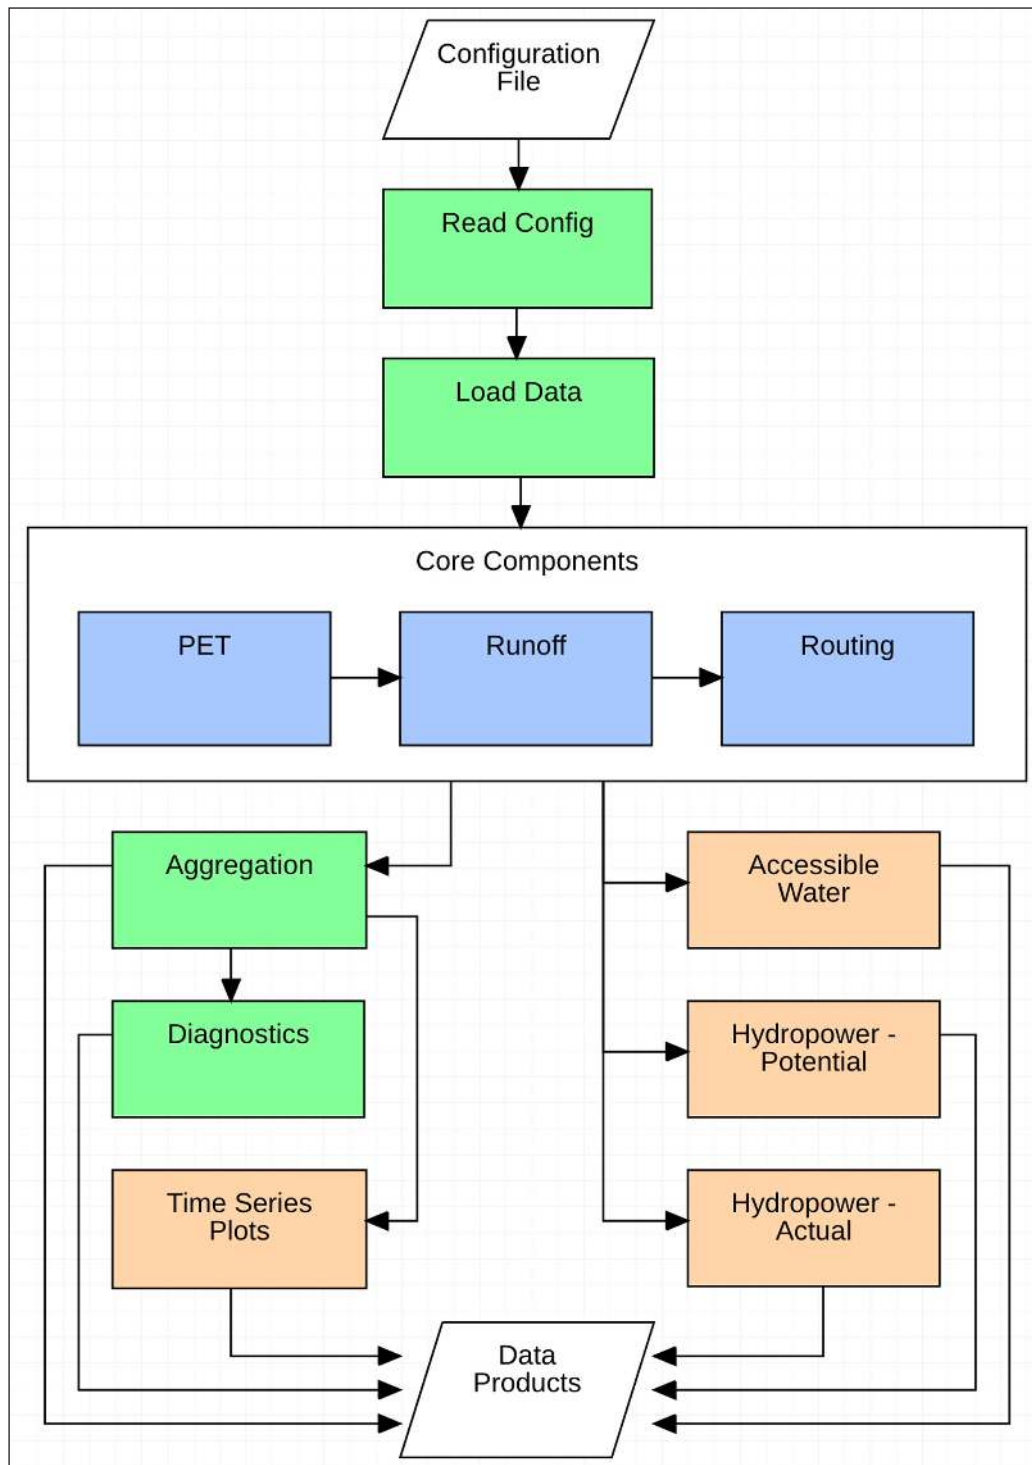 Configuration
File
Read Config
Load Data
Core Components
PET
Runoff
Routing
Aggregation
Accessible
Water
Diagnostics
Hydropower -
Potential
Time Series
Plots
Hydropower -
Actual
Data
Products